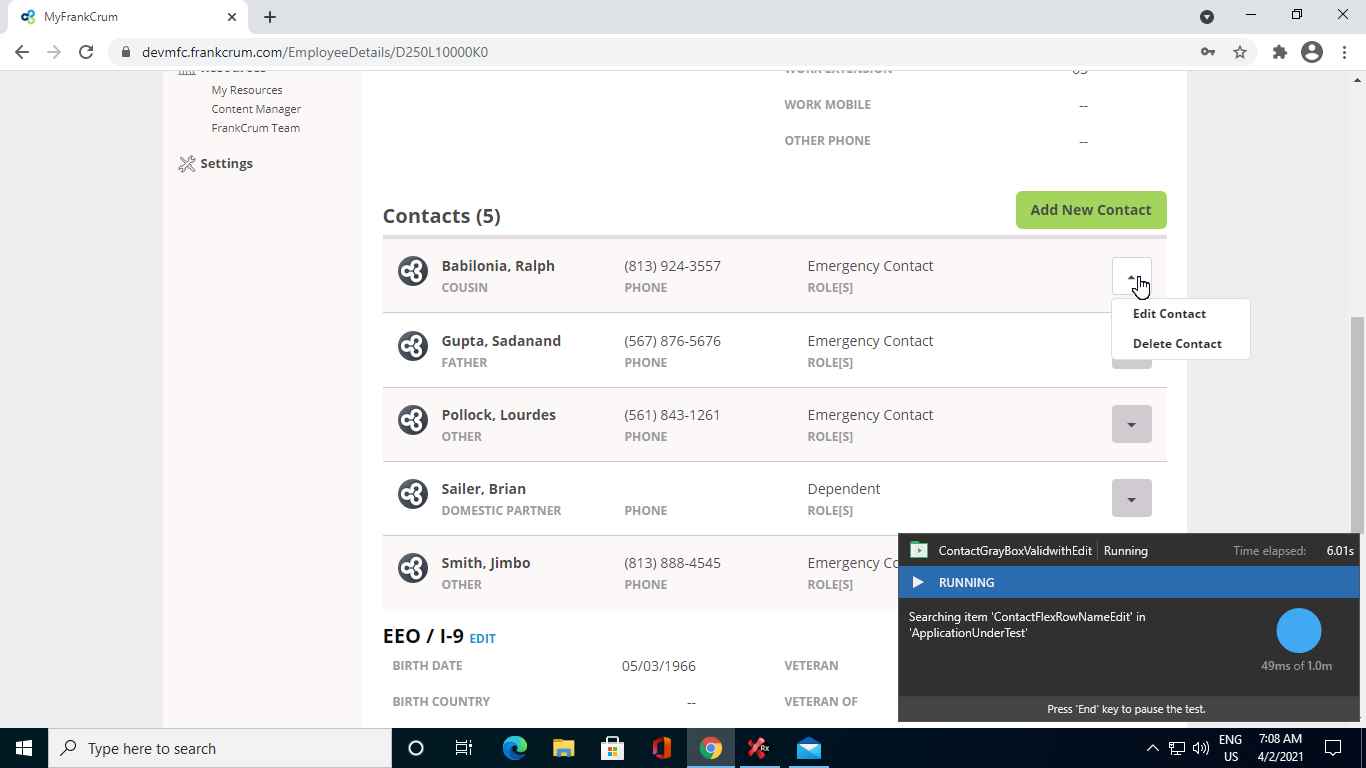 MyFrankCrum
devmfc.frankcrum.com/EmployeeDetails/D250L10000K0
Resources
My Resources
Content Manager
FrankCrum Team
Settings
WORK EXTENSION
WORK MOBILE --
OTHER PHONE --
Contacts (5)
Add New Contact
Babilonia, Ralph (813) 924-3557 Emergency Contact
COUSIN PHONE ROLE[S]
Edit Contact
Delete Contact
Gupta, Sadanand (567) 876-5676 Emergency Contact
FATHER PHONE ROLE[S]
Pollock, Lourdes (561) 843-1261 Emergency Contact
OTHER PHONE ROLE[S]
Sailer, Brian Dependent
DOMESTIC PARTNER PHONE ROLE[S]
Smith, Jimbo (813) 888-4545 Emergency Co
OTHER PHONE ROLE[S]
EEO / I-9 EDIT
BIRTH DATE 05/03/1966 VETERAN
BIRTH COUNTRY -- VETERAN OF
ContactGrayBoxValidwithEdit Running Time elapsed: 6.01s
RUNNING
Searching item 'ContactFlexRowNameEdit' in
'ApplicationUnderTest'
49ms of 1.0m
Press 'End' key to pause the test.
Type here to search
Rx
ENG
US
7:08 AM
4/2/2021